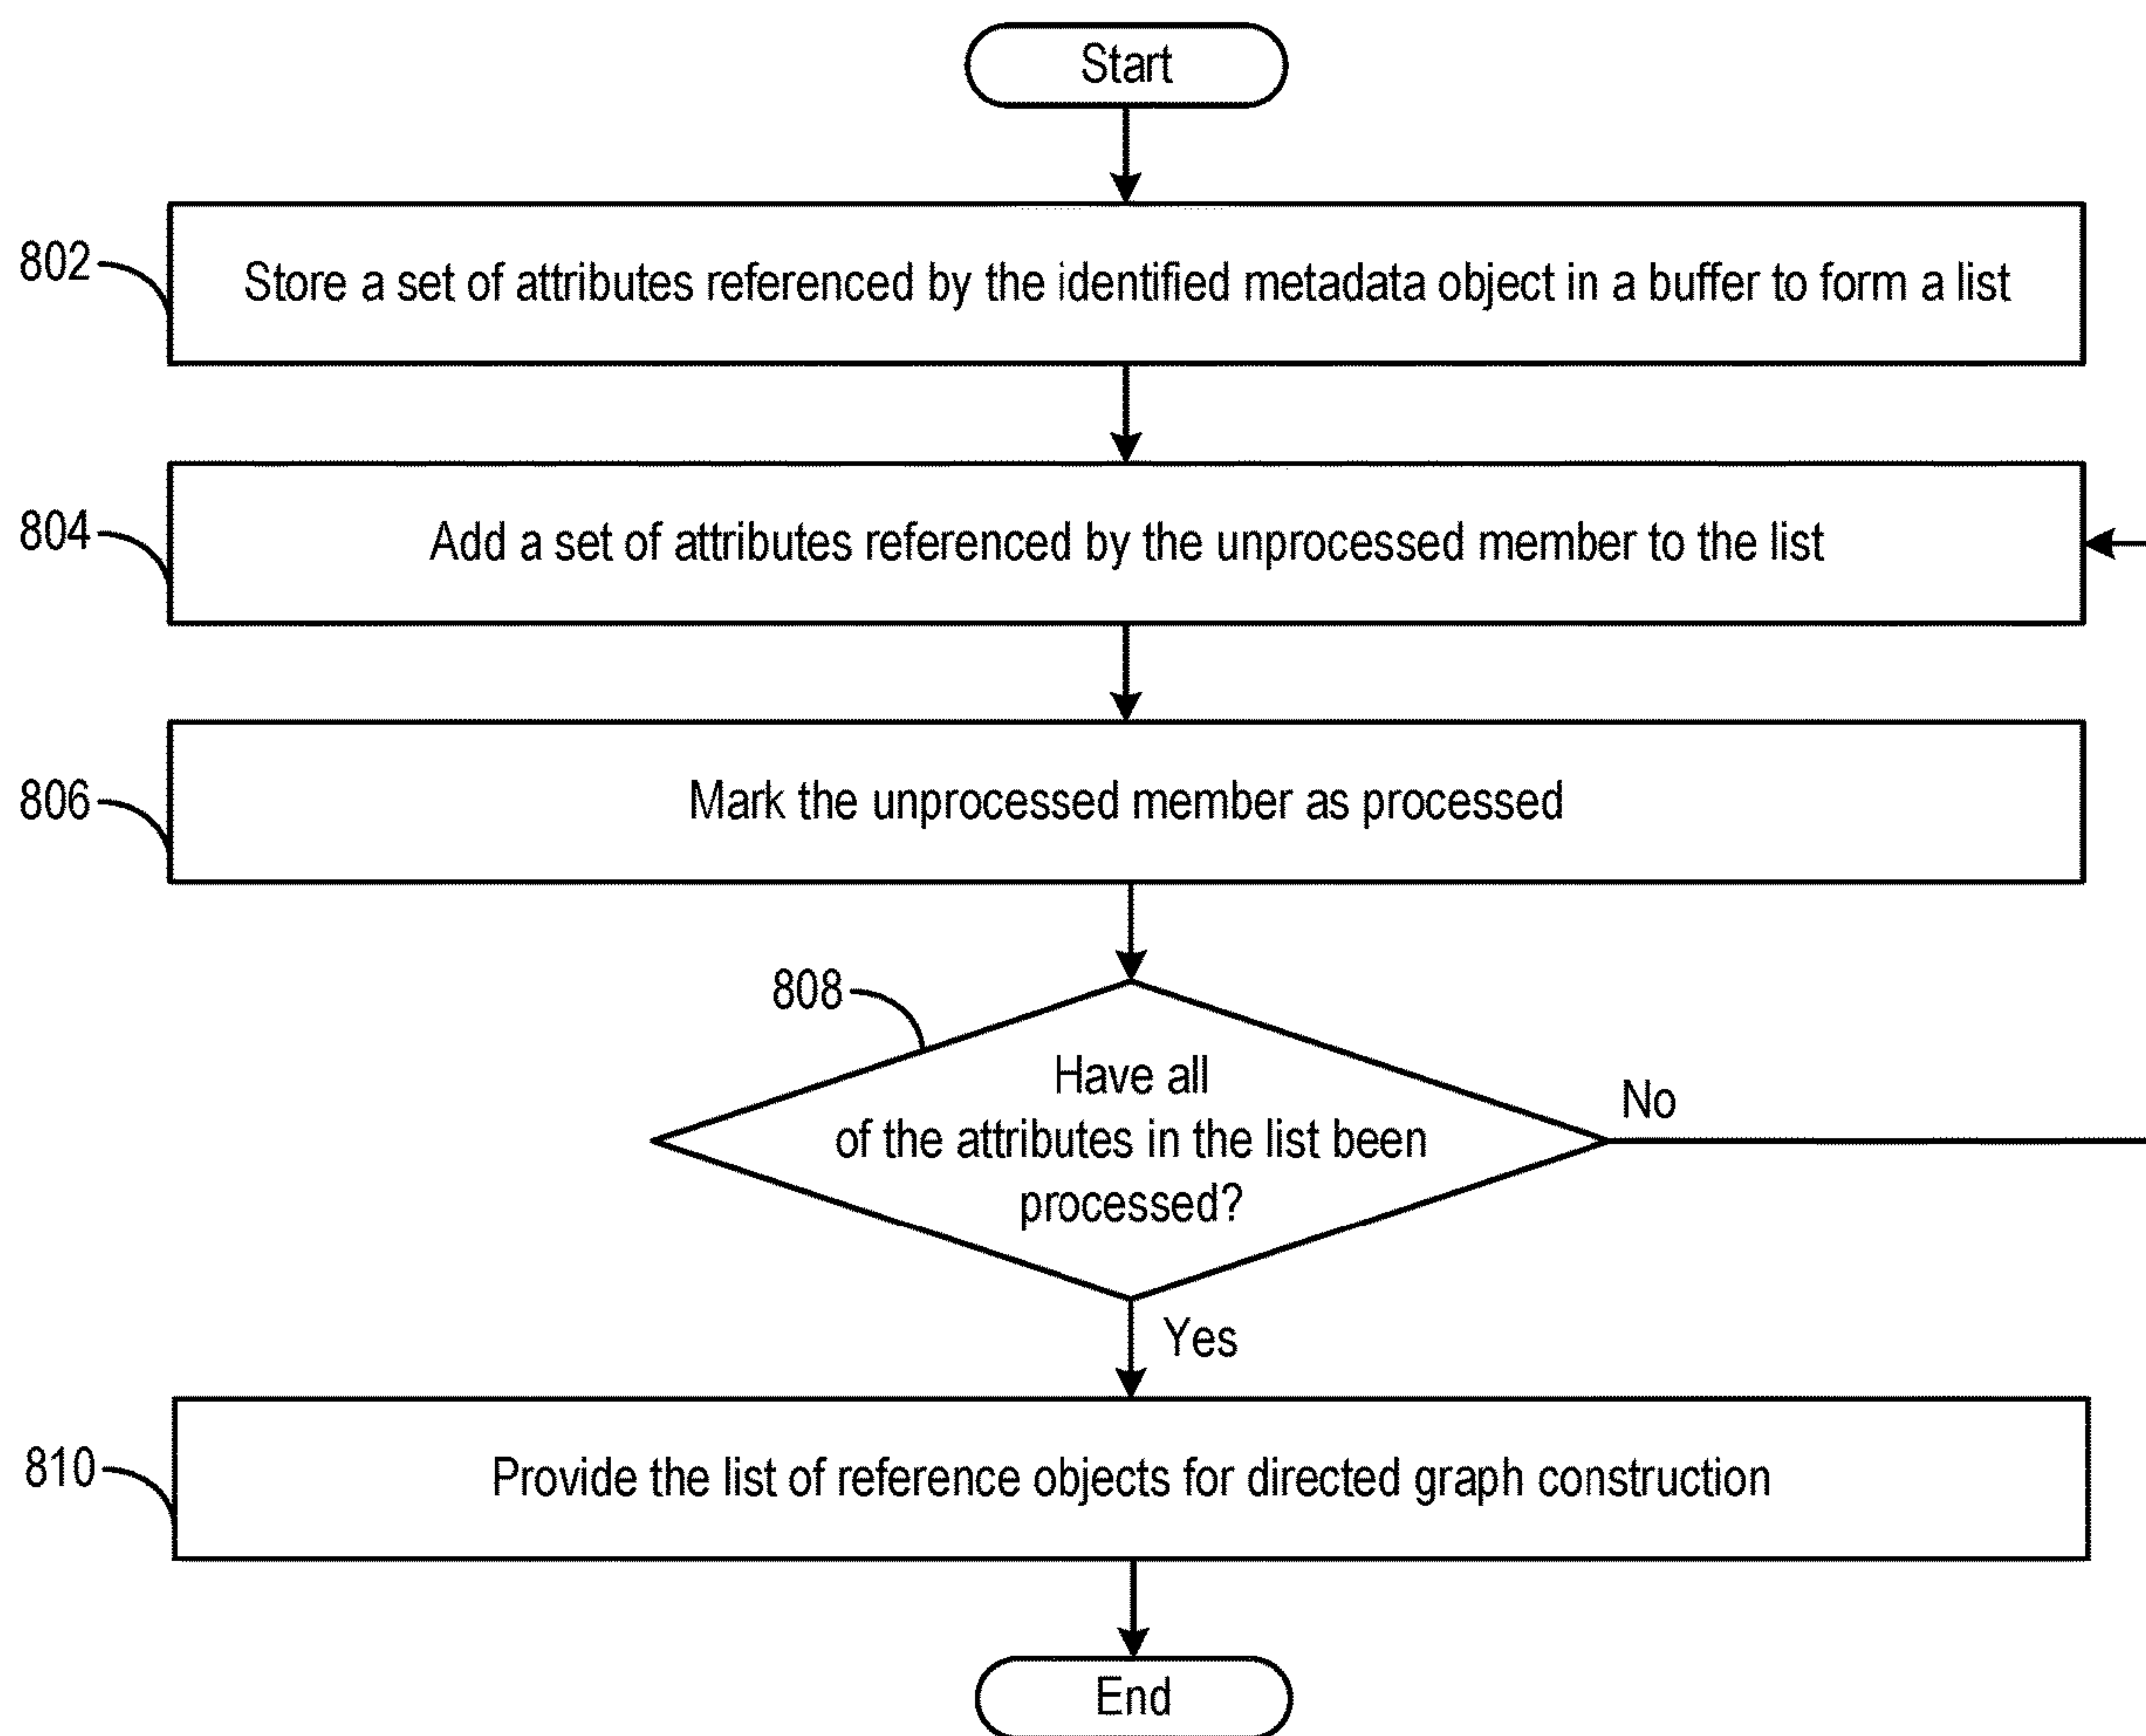 Start
802
Store a set of attributes referenced by the identified metadata object in a buffer to form a list
804
Add a set of attributes referenced by the unprocessed member to the list
806
Mark the unprocessed member as processed
808
Have all
of the attributes in the list been
processed?
No
Yes
810
Provide the list of reference objects for directed graph construction
End